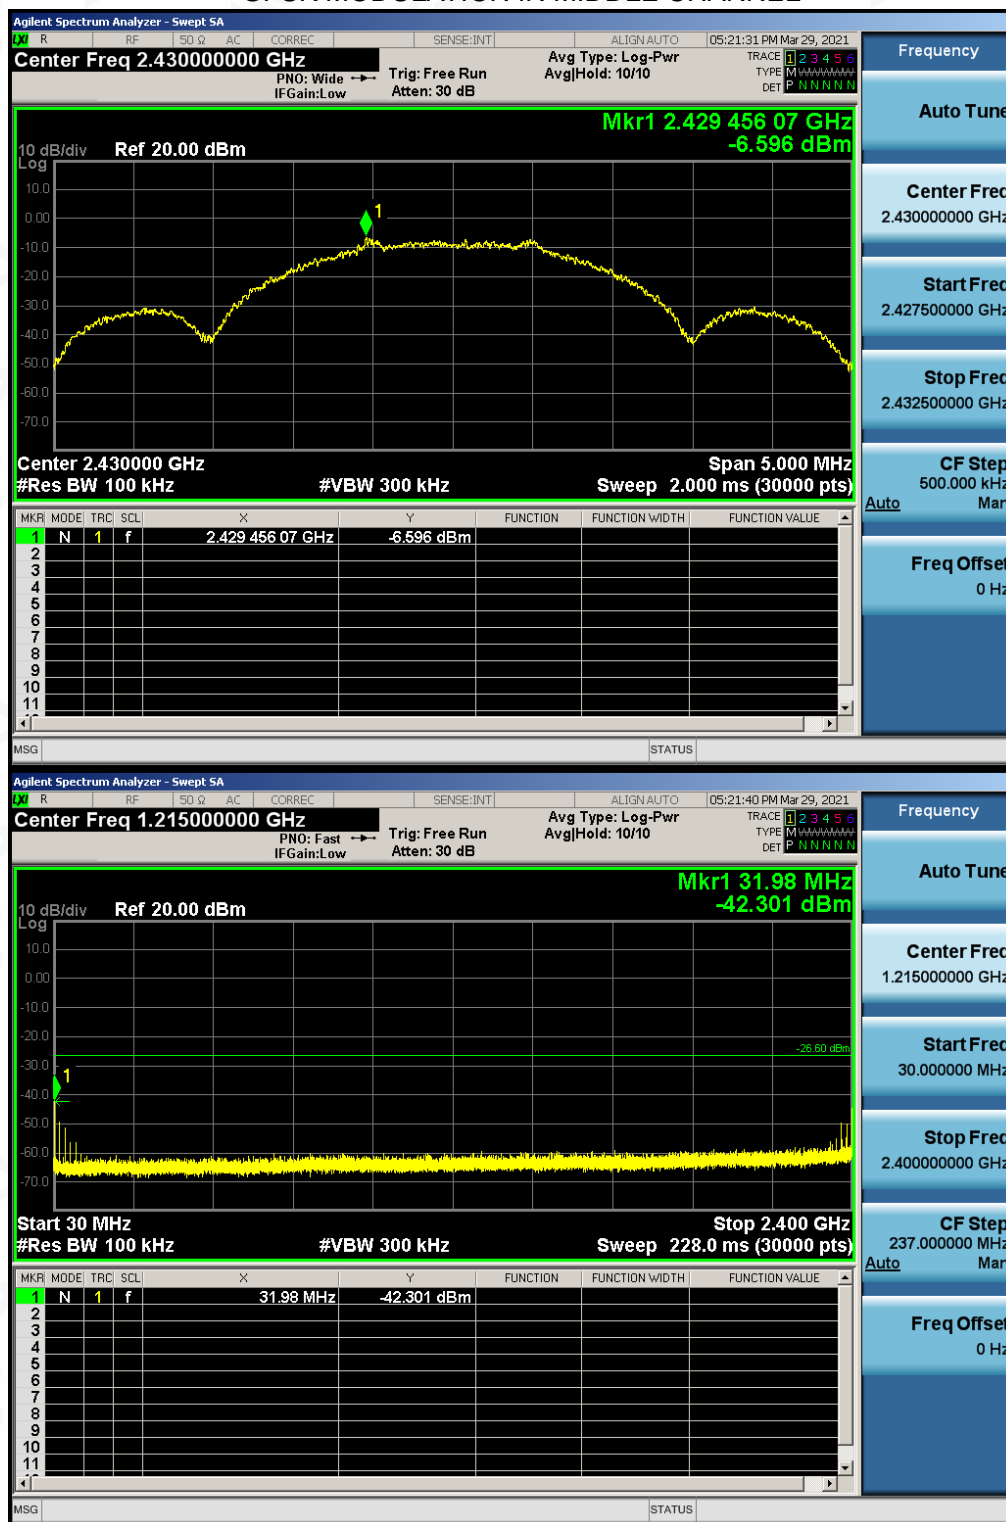 Agilent Spectrum Analyzer - Swept SA
LXI R RF 50 Ω AC CORREC SENSE:INT ALIGN AUTO 05:21:31 PM Mar 29, 2021
Center Freq 2.430000000 GHz
PNO: Wide
IFGain:Low
Trig: Free Run
Atten: 30 dB
Avg Type: Log-Pwr
Avg|Hold: 10/10
TRACE 1 2 3 4 5 6
TYPE M
DET P N N N N N
Mkr1 2.429 456 07 GHz
-6.596 dBm
10 dB/div Ref 20.00 dBm
Log
10.0
0.00
-10.0
-20.0
-30.0
-40.0
-50.0
-60.0
-70.0
1
Center 2.430000 GHz Span 5.000 MHz
#Res BW 100 kHz #VBW 300 kHz Sweep 2.000 ms (30000 pts)
MKR MODE TRC SCL X Y FUNCTION FUNCTION WIDTH FUNCTION VALUE
1 N 1 f 2.429 456 07 GHz -6.596 dBm
2
3
4
5
6
7
8
9
10
11
MSG STATUS
Frequency
Auto Tune
Center Freq
2.430000000 GHz
Start Freq
2.427500000 GHz
Stop Freq
2.432500000 GHz
CF Step
500.000 kHz
Auto Man
Freq Offset
0 Hz
Agilent Spectrum Analyzer - Swept SA
LXI R RF 50 Ω AC CORREC SENSE:INT ALIGN AUTO 05:21:40 PM Mar 29, 2021
Center Freq 1.215000000 GHz
PNO: Fast
IFGain:Low
Trig: Free Run
Atten: 30 dB
Avg Type: Log-Pwr
Avg|Hold: 10/10
TRACE 1 2 3 4 5 6
TYPE M
DET P N N N N N
Mkr1 31.98 MHz
-42.301 dBm
10 dB/div Ref 20.00 dBm
Log
10.0
0.00
-10.0
-20.0
-30.0
-40.0
-50.0
-60.0
-70.0
-26.60 dBm
1
Start 30 MHz Stop 2.400 GHz
#Res BW 100 kHz #VBW 300 kHz Sweep 228.0 ms (30000 pts)
MKR MODE TRC SCL X Y FUNCTION FUNCTION WIDTH FUNCTION VALUE
1 N 1 f 31.98 MHz -42.301 dBm
2
3
4
5
6
7
8
9
10
11
MSG STATUS
Frequency
Auto Tune
Center Freq
1.215000000 GHz
Start Freq
30.000000 MHz
Stop Freq
2.400000000 GHz
CF Step
237.000000 MHz
Auto Man
Freq Offset
0 Hz